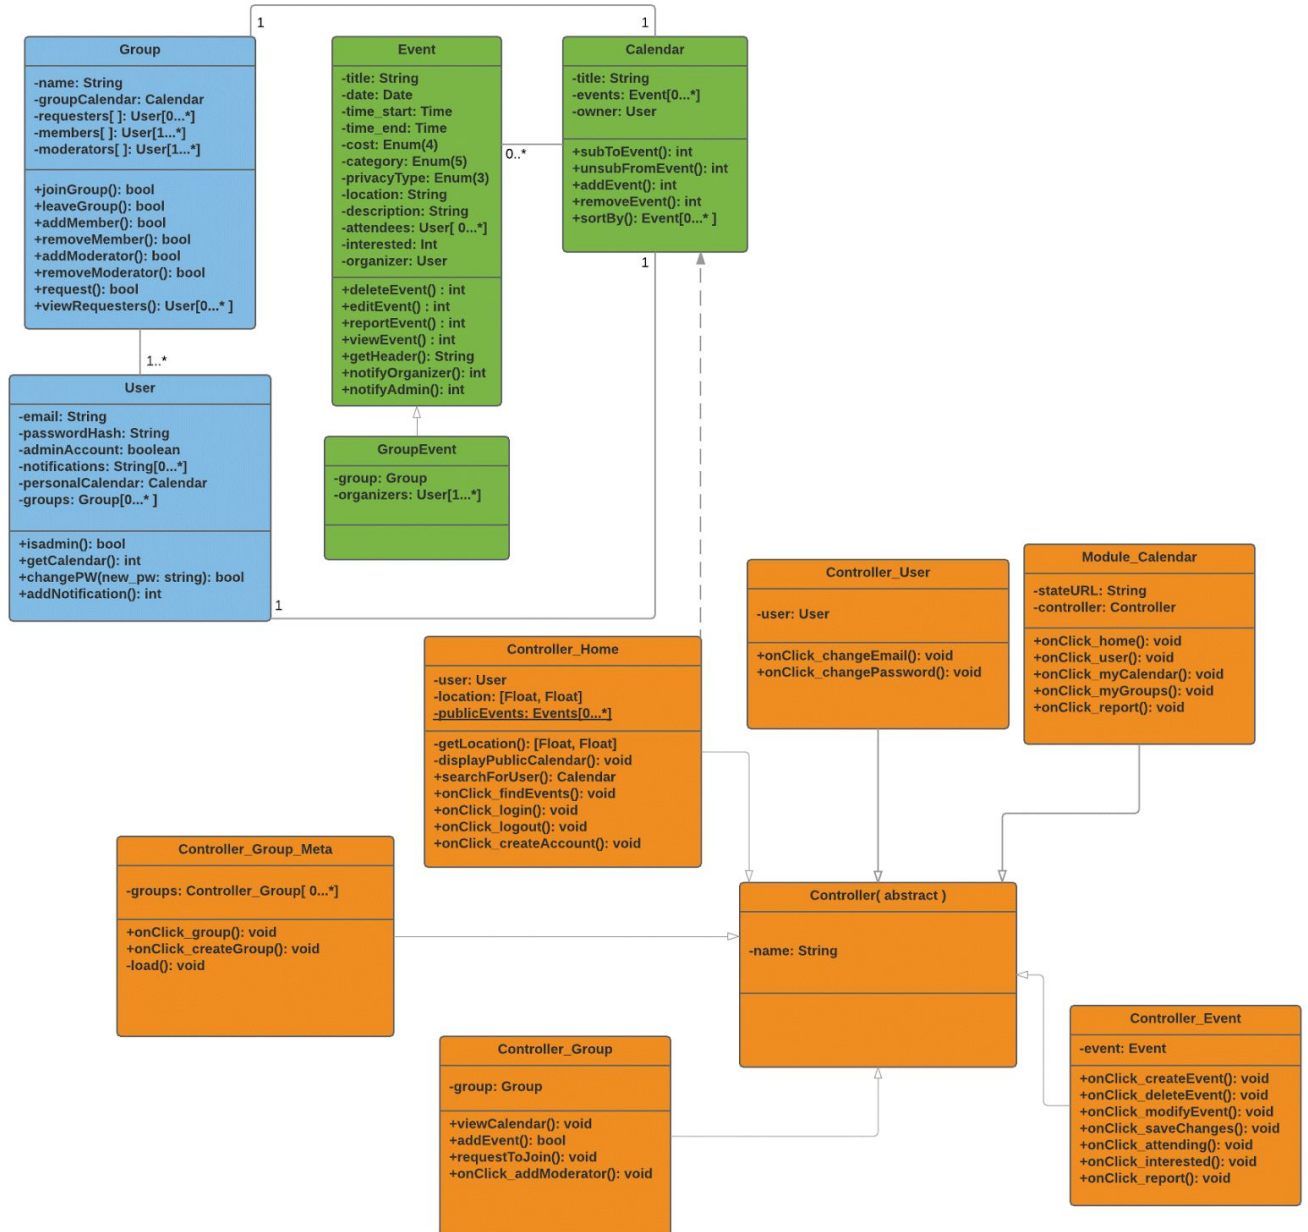 1
1
Group
-name: String
-groupCalendar: Calendar
-requesters[ ]: User[0...*]
-members[ ]: User[1...*]
-moderators[ ]: User[1...*]
+joinGroup(): bool
+leaveGroup(): bool
+addMember(): bool
+removeMember(): bool
+addModerator(): bool
+removeModerator(): bool
+request(): bool
+viewRequesters(): User[0...* ]
1..*
Event
-title: String
-date: Date
-time_start: Time
-time_end: Time
-cost: Enum(4)
-category: Enum(5)
-privacyType: Enum(3)
-location: String
-description: String
-attendees: User[ 0...*]
-interested: Int
-organizer: User
+deleteEvent() : int
+editEvent() : int
+reportEvent() : int
+viewEvent() : int
+getHeader(): String
+notifyOrganizer(): int
+notifyAdmin(): int
0..*
Calendar
-title: String
-events: Event[0...*]
-owner: User
+subToEvent(): int
+unsubFromEvent(): int
+addEvent(): int
+removeEvent(): int
+sortBy(): Event[0...* ]
1
User
-email: String
-passwordHash: String
-adminAccount: boolean
-notifications: String[0...*]
-personalCalendar: Calendar
-groups: Group[0...* ]
+isadmin(): bool
+getCalendar(): int
+changePW(new_pw: string): bool
+addNotification(): int
1
GroupEvent
-group: Group
-organizers: User[1...*]
Controller_Home
-user: User
-location: [Float, Float]
-publicEvents: Events[0...*]
-getLocation(): [Float, Float]
-displayPublicCalendar(): void
+searchForUser(): Calendar
+onClick_findEvents(): void
+onClick_login(): void
+onClick_logout(): void
+onClick_createAccount(): void
Controller_User
-user: User
+onClick_changeEmail(): void
+onClick_changePassword(): void
Module_Calendar
-stateURL: String
-controller: Controller
+onClick_home(): void
+onClick_user(): void
+onClick_myCalendar(): void
+onClick_myGroups(): void
+onClick_report(): void
Controller_Group_Meta
-groups: Controller_Group[ 0...*]
+onClick_group(): void
+onClick_createGroup(): void
-load(): void
Controller( abstract )
-name: String
Controller_Group
-group: Group
+viewCalendar(): void
+addEvent(): bool
+requestToJoin(): void
+onClick_addModerator(): void
Controller_Event
-event: Event
+onClick_createEvent(): void
+onClick_deleteEvent(): void
+onClick_modifyEvent(): void
+onClick_saveChanges(): void
+onClick_attending(): void
+onClick_interested(): void
+onClick_report(): void